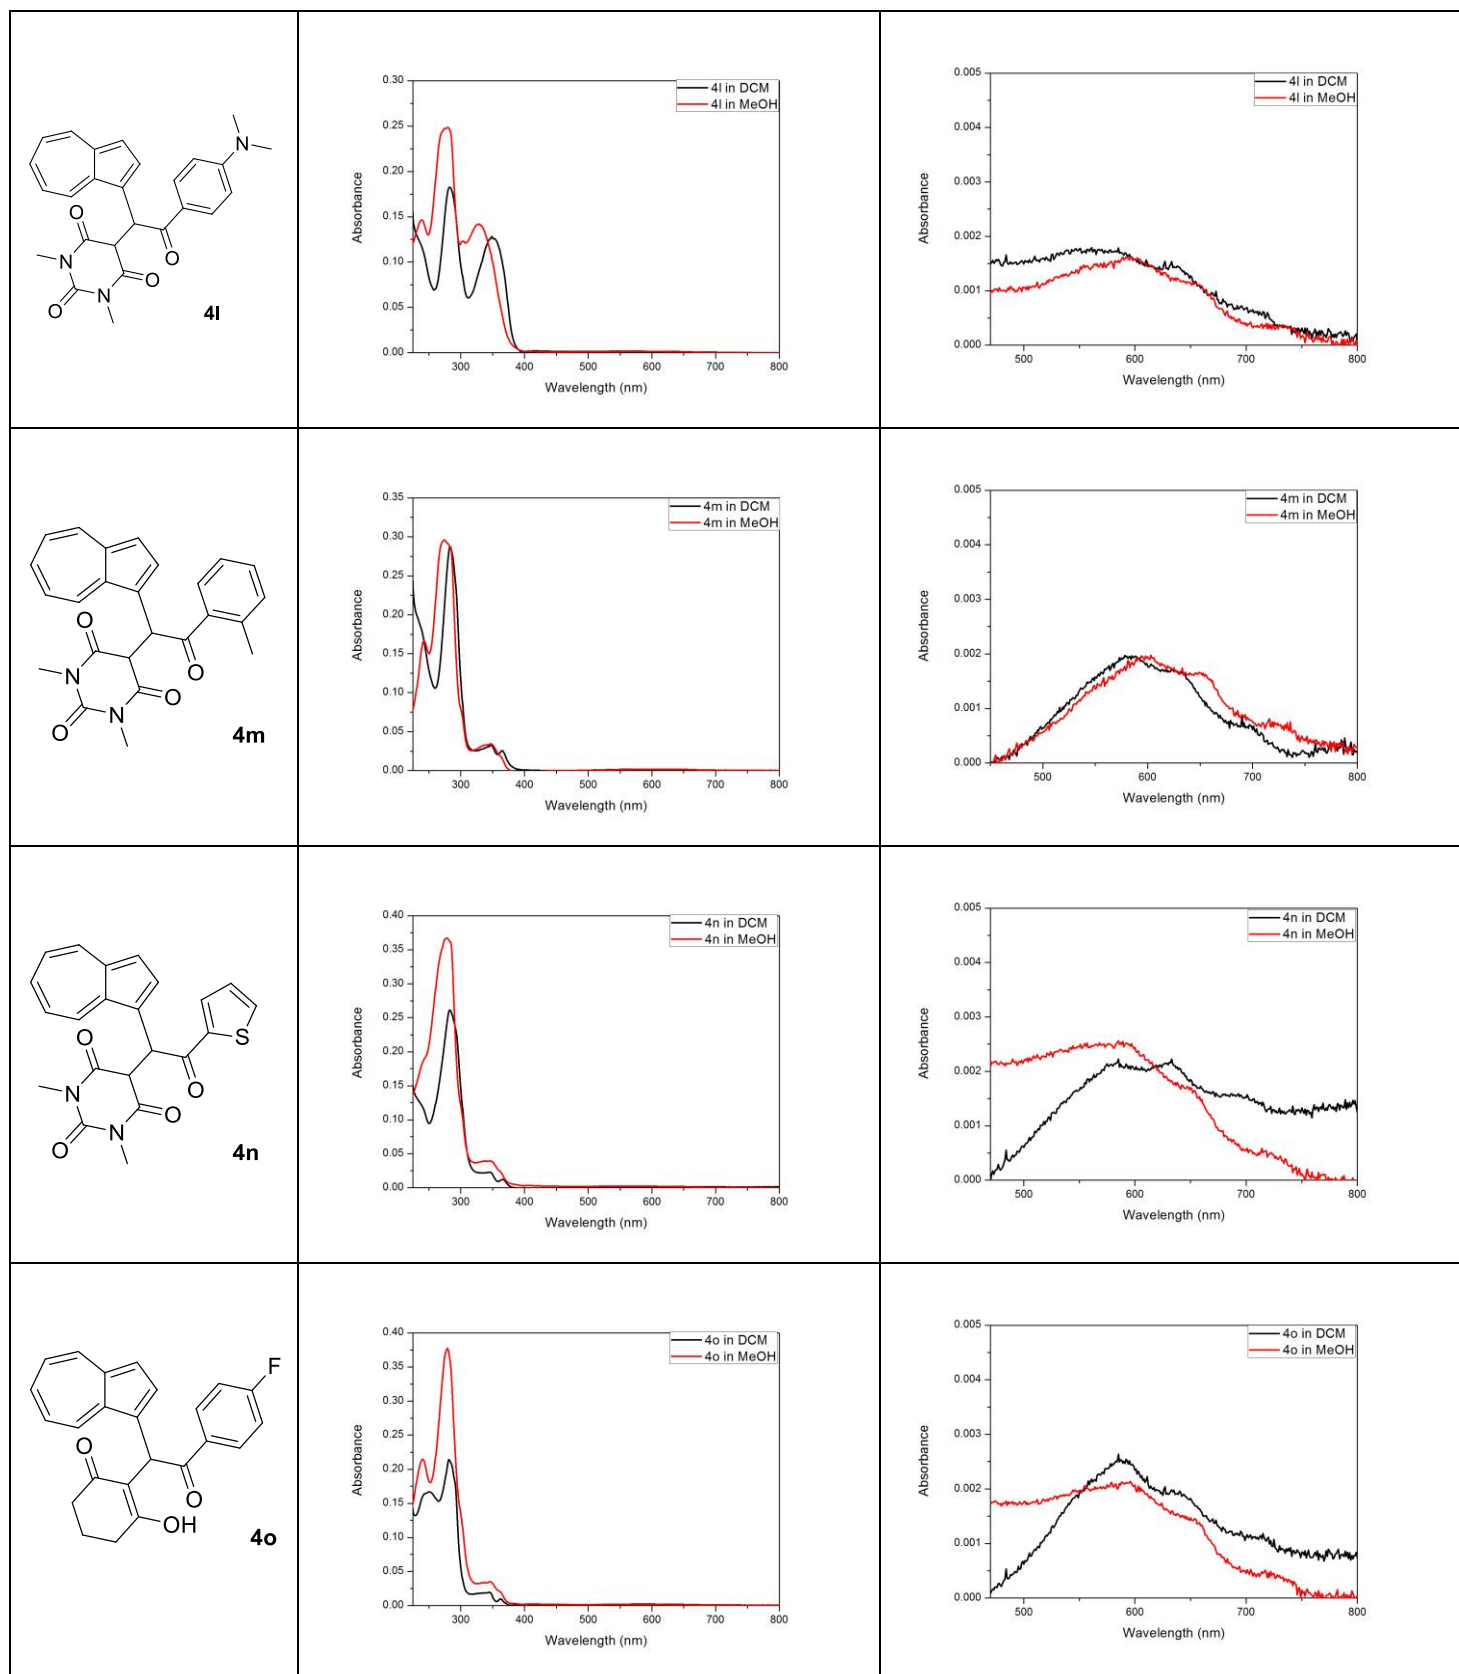 N
O
O
N
O
N
O
4l
0.30
0.25
0.20
0.15
0.10
0.05
0.00
Absorbance
4l in DCM
4l in MeOH
300 400 500 600 700 800
Wavelength (nm)
0.005
0.004
0.003
0.002
0.001
0.000
Absorbance
4l in DCM
4l in MeOH
500 600 700 800
Wavelength (nm)
O
O
N
O
N
O
4m
0.35
0.30
0.25
0.20
0.15
0.10
0.05
0.00
Absorbance
4m in DCM
4m in MeOH
300 400 500 600 700 800
Wavelength (nm)
0.005
0.004
0.003
0.002
0.001
0.000
Absorbance
4m in DCM
4m in MeOH
500 600 700 800
Wavelength (nm)
S
O
O
N
O
N
O
4n
0.40
0.35
0.30
0.25
0.20
0.15
0.10
0.05
0.00
Absorbance
4n in DCM
4n in MeOH
300 400 500 600 700 800
Wavelength (nm)
0.005
0.004
0.003
0.002
0.001
0.000
Absorbance
4n in DCM
4n in MeOH
500 600 700 800
Wavelength (nm)
F
O
O
OH
4o
0.40
0.35
0.30
0.25
0.20
0.15
0.10
0.05
0.00
Absorbance
4o in DCM
4o in MeOH
300 400 500 600 700 800
Wavelength (nm)
0.005
0.004
0.003
0.002
0.001
0.000
Absorbance
4o in DCM
4o in MeOH
500 600 700 800
Wavelength (nm)